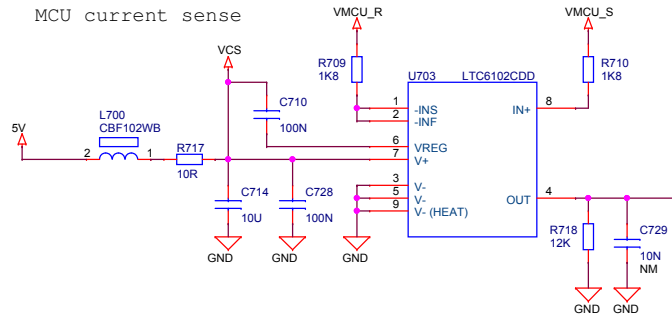 MCU current sense
VMCU_R
VMCU_S
VCS
R709
1K8
U703
LTC6102CDD
R710
1K8
C710
100N
1
2
-INS
-INF
IN+
8
5V
L700
CBF102WB
2
1
R717
10R
6
7
VREG
V+
C714
10U
C728
100N
3
5
9
V-
V-
V- (HEAT)
OUT
4
R718
12K
C729
10N
NM
GND
GND
GND
GND
GND